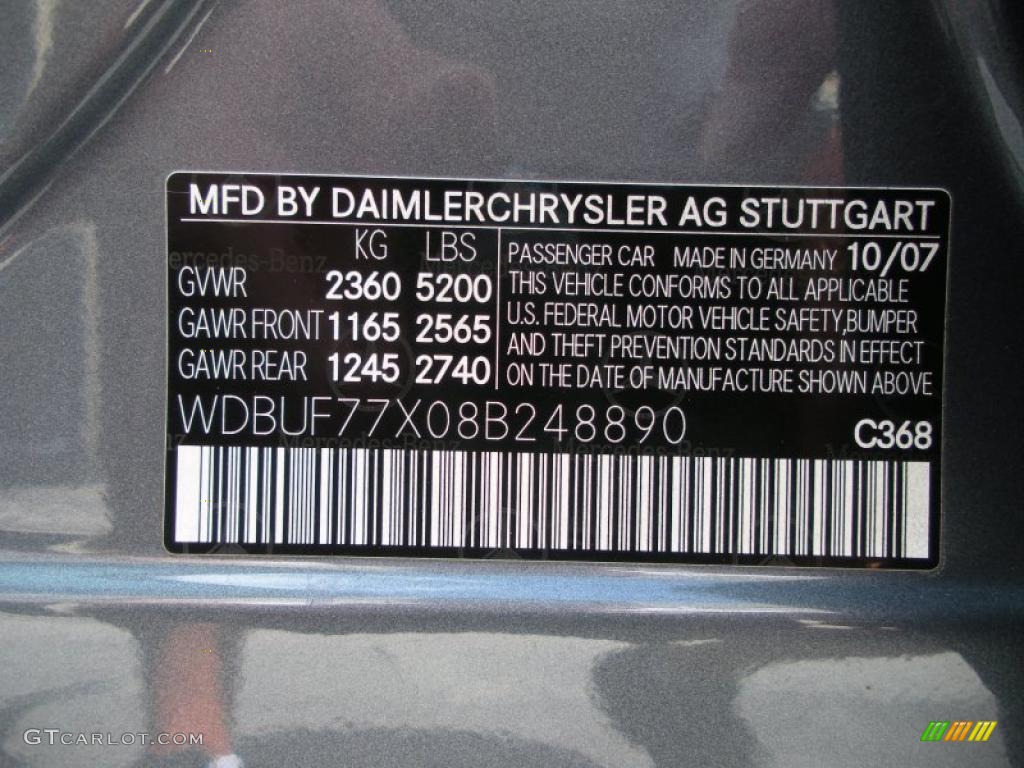 MFD BY DAIMLERCHRYSLER AG STUTTGART
KG LBS
GVWR 2360 5200
GAWR FRONT 1165 2565
GAWR REAR 1245 2740
PASSENGER CAR MADE IN GERMANY 10/07
THIS VEHICLE CONFORMS TO ALL APPLICABLE
U.S. FEDERAL MOTOR VEHICLE SAFETY,BUMPER
AND THEFT PREVENTION STANDARDS IN EFFECT
ON THE DATE OF MANUFACTURE SHOWN ABOVE
WDBUF77X08B248890
C368
Mercedes-Benz
GTCARLOT.COM